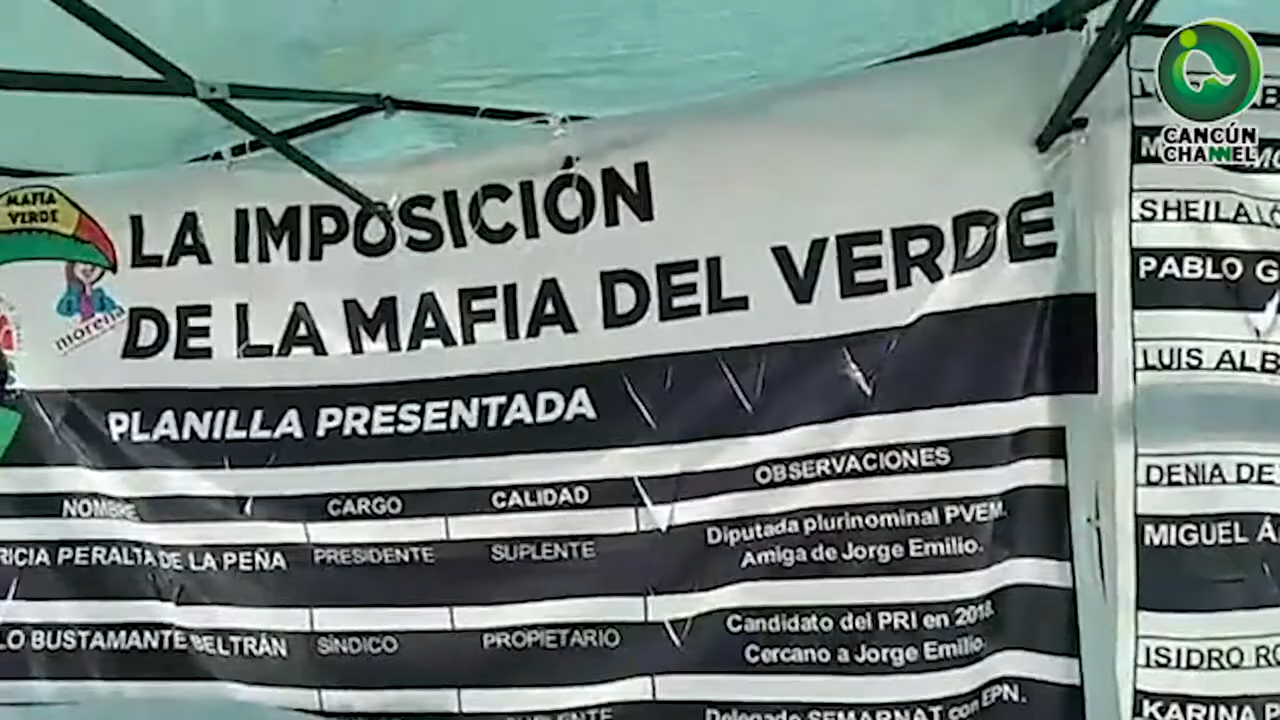 CANCÚN
CHANNEL
MAFIA
VERDE
morena
LA IMPOSICIÓN
DE LA MAFIA DEL VERDE
PLANILLA PRESENTADA
NOMBRE CARGO CALIDAD OBSERVACIONES
RICIA PERALTA DE LA PEÑA PRESIDENTE SUPLENTE Diputada plurinominal PVEM.
Amiga de Jorge Emilio.
LO BUSTAMANTE BELTRÁN SÍNDICO PROPIETARIO Candidato del PRI en 2018.
Cercano a Jorge Emilio.
SUPLENTE Delegado SEMARNAT con EPN.
SHEILA
PABLO G
LUIS ALB
DENIA DE
MIGUEL Á
ISIDRO RO
KARINA P